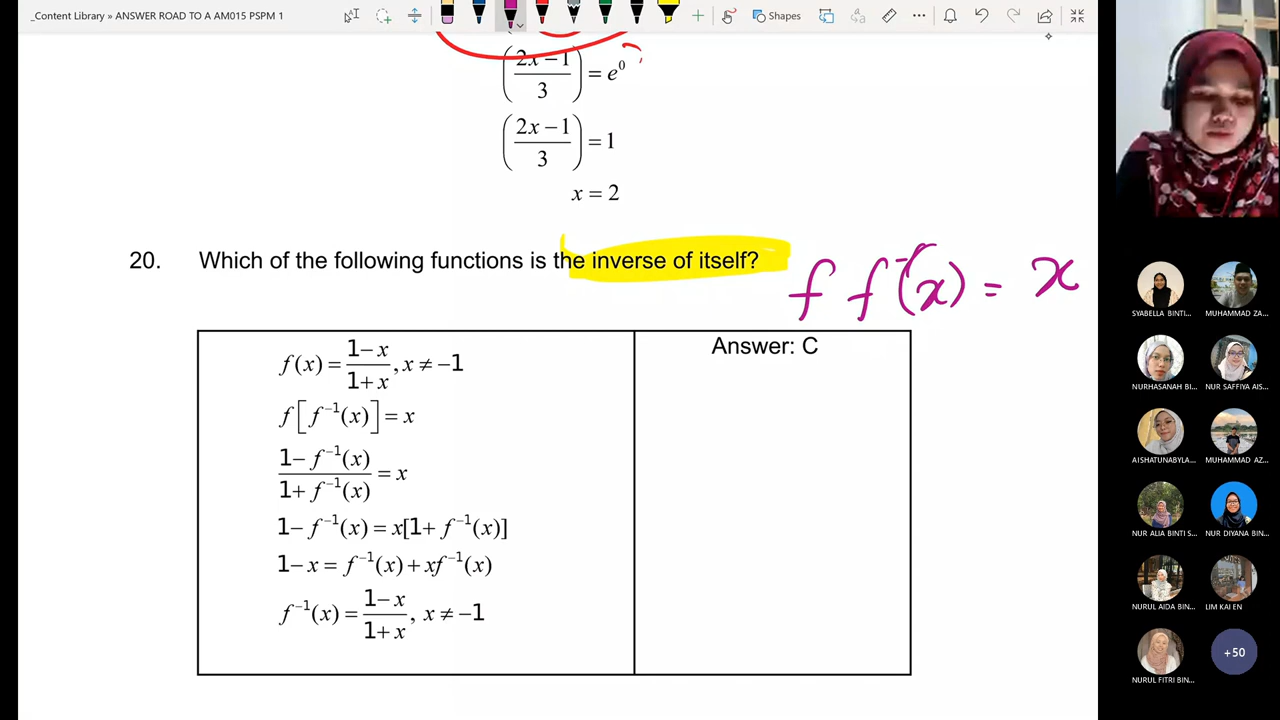 _Content Library » ANSWER ROAD TO A AM015 PSPM 1
Shapes
(2x−1/3) = e⁰
(2x−1/3) = 1
x = 2
20. Which of the following functions is the inverse of itself?
f f⁻¹(x) = x
f(x) = 1−x/1+x, x ≠ −1
f[f⁻¹(x)] = x
1−f⁻¹(x)/1+f⁻¹(x) = x
1−f⁻¹(x) = x[1+f⁻¹(x)]
1−x = f⁻¹(x)+xf⁻¹(x)
f⁻¹(x) = 1−x/1+x, x ≠ −1
Answer: C
SYABELLA BINTI...
MUHAMMAD ZA...
NURHASANAH BI...
NUR SAFFIYA AIS...
AISHATUNABYLA...
MUHAMMAD AZ...
NUR ALIA BINTI S...
NUR DIYANA BIN...
NURUL AIDA BIN...
LIM KAI EN
NURUL FITRI BIN...
+50